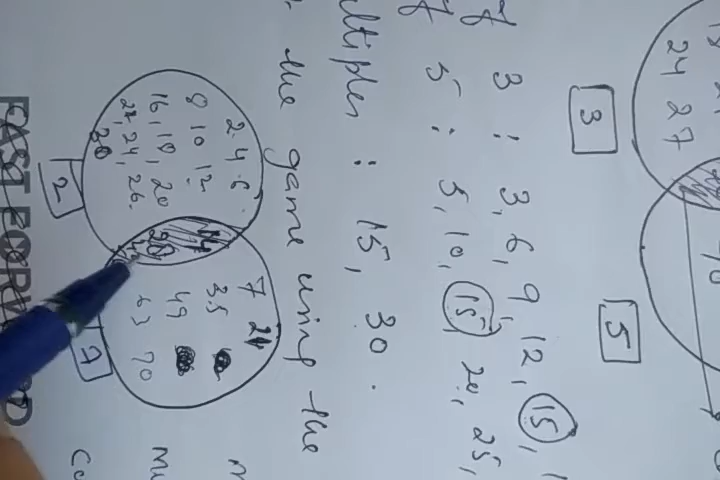 24 27
3 5
3 : 3, 6, 9, 12, 15,
5 : 5, 10, 15, 20, 25,
ultiples : 15, 30.
the game using the
2 4 6 14 7 21
8 10 12 28 35
16, 18, 20 49
22, 24, 26. 63 70
2 7
FAST FORWARD